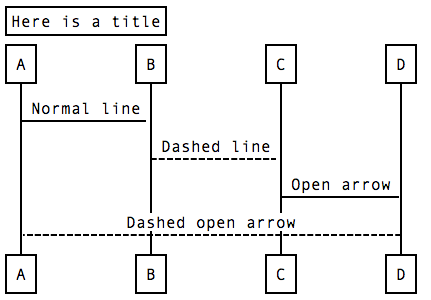 Here is a title
A B C D
Normal line
Dashed line
Open arrow
Dashed open arrow
A B C D